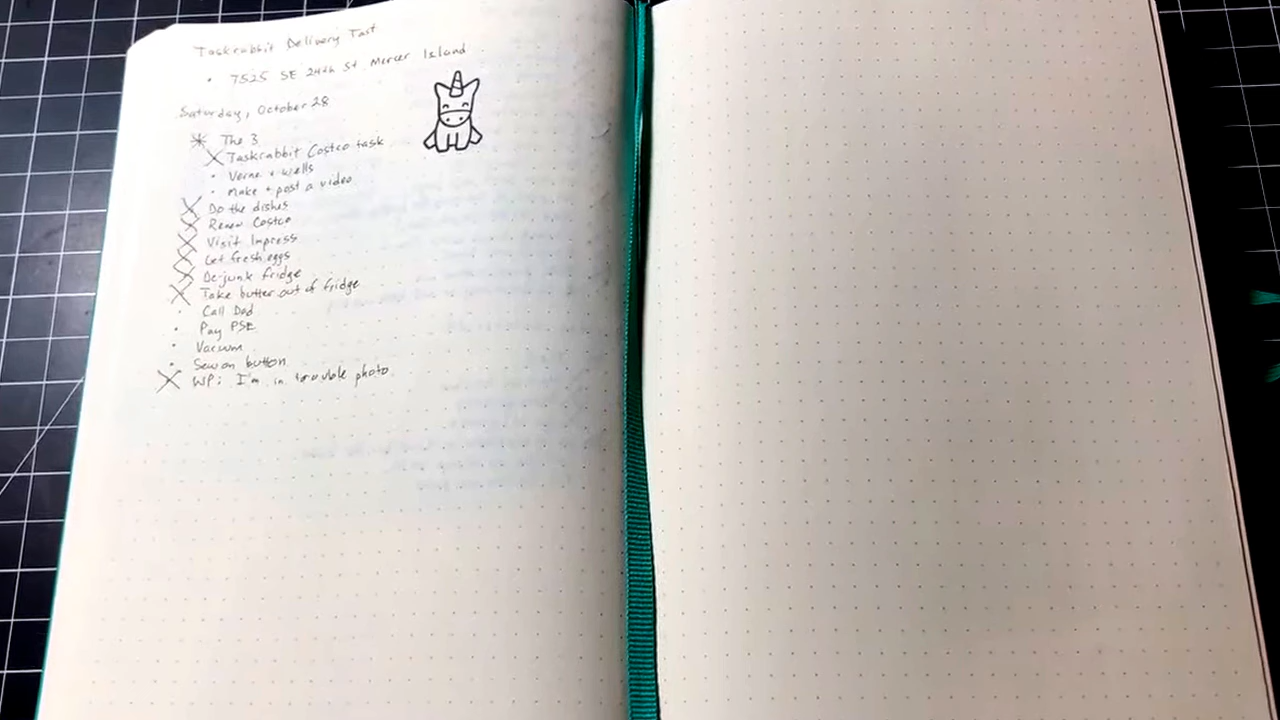 Taskrabbit Delivery Tast
• 7525 SE 24th St Mercer Island
Saturday, October 28
* The 3
X Taskrabbit Costco task
• Verne + wells
• Make + post a video
X Do the dishes
X Renew Costco
X Visit Impress
X Get fresh eggs
X De-junk fridge
X Take butter out of fridge
• Call Dad
• Pay PSE
• Vacuum
• Sew on button
X WP: I'm in trouble photo